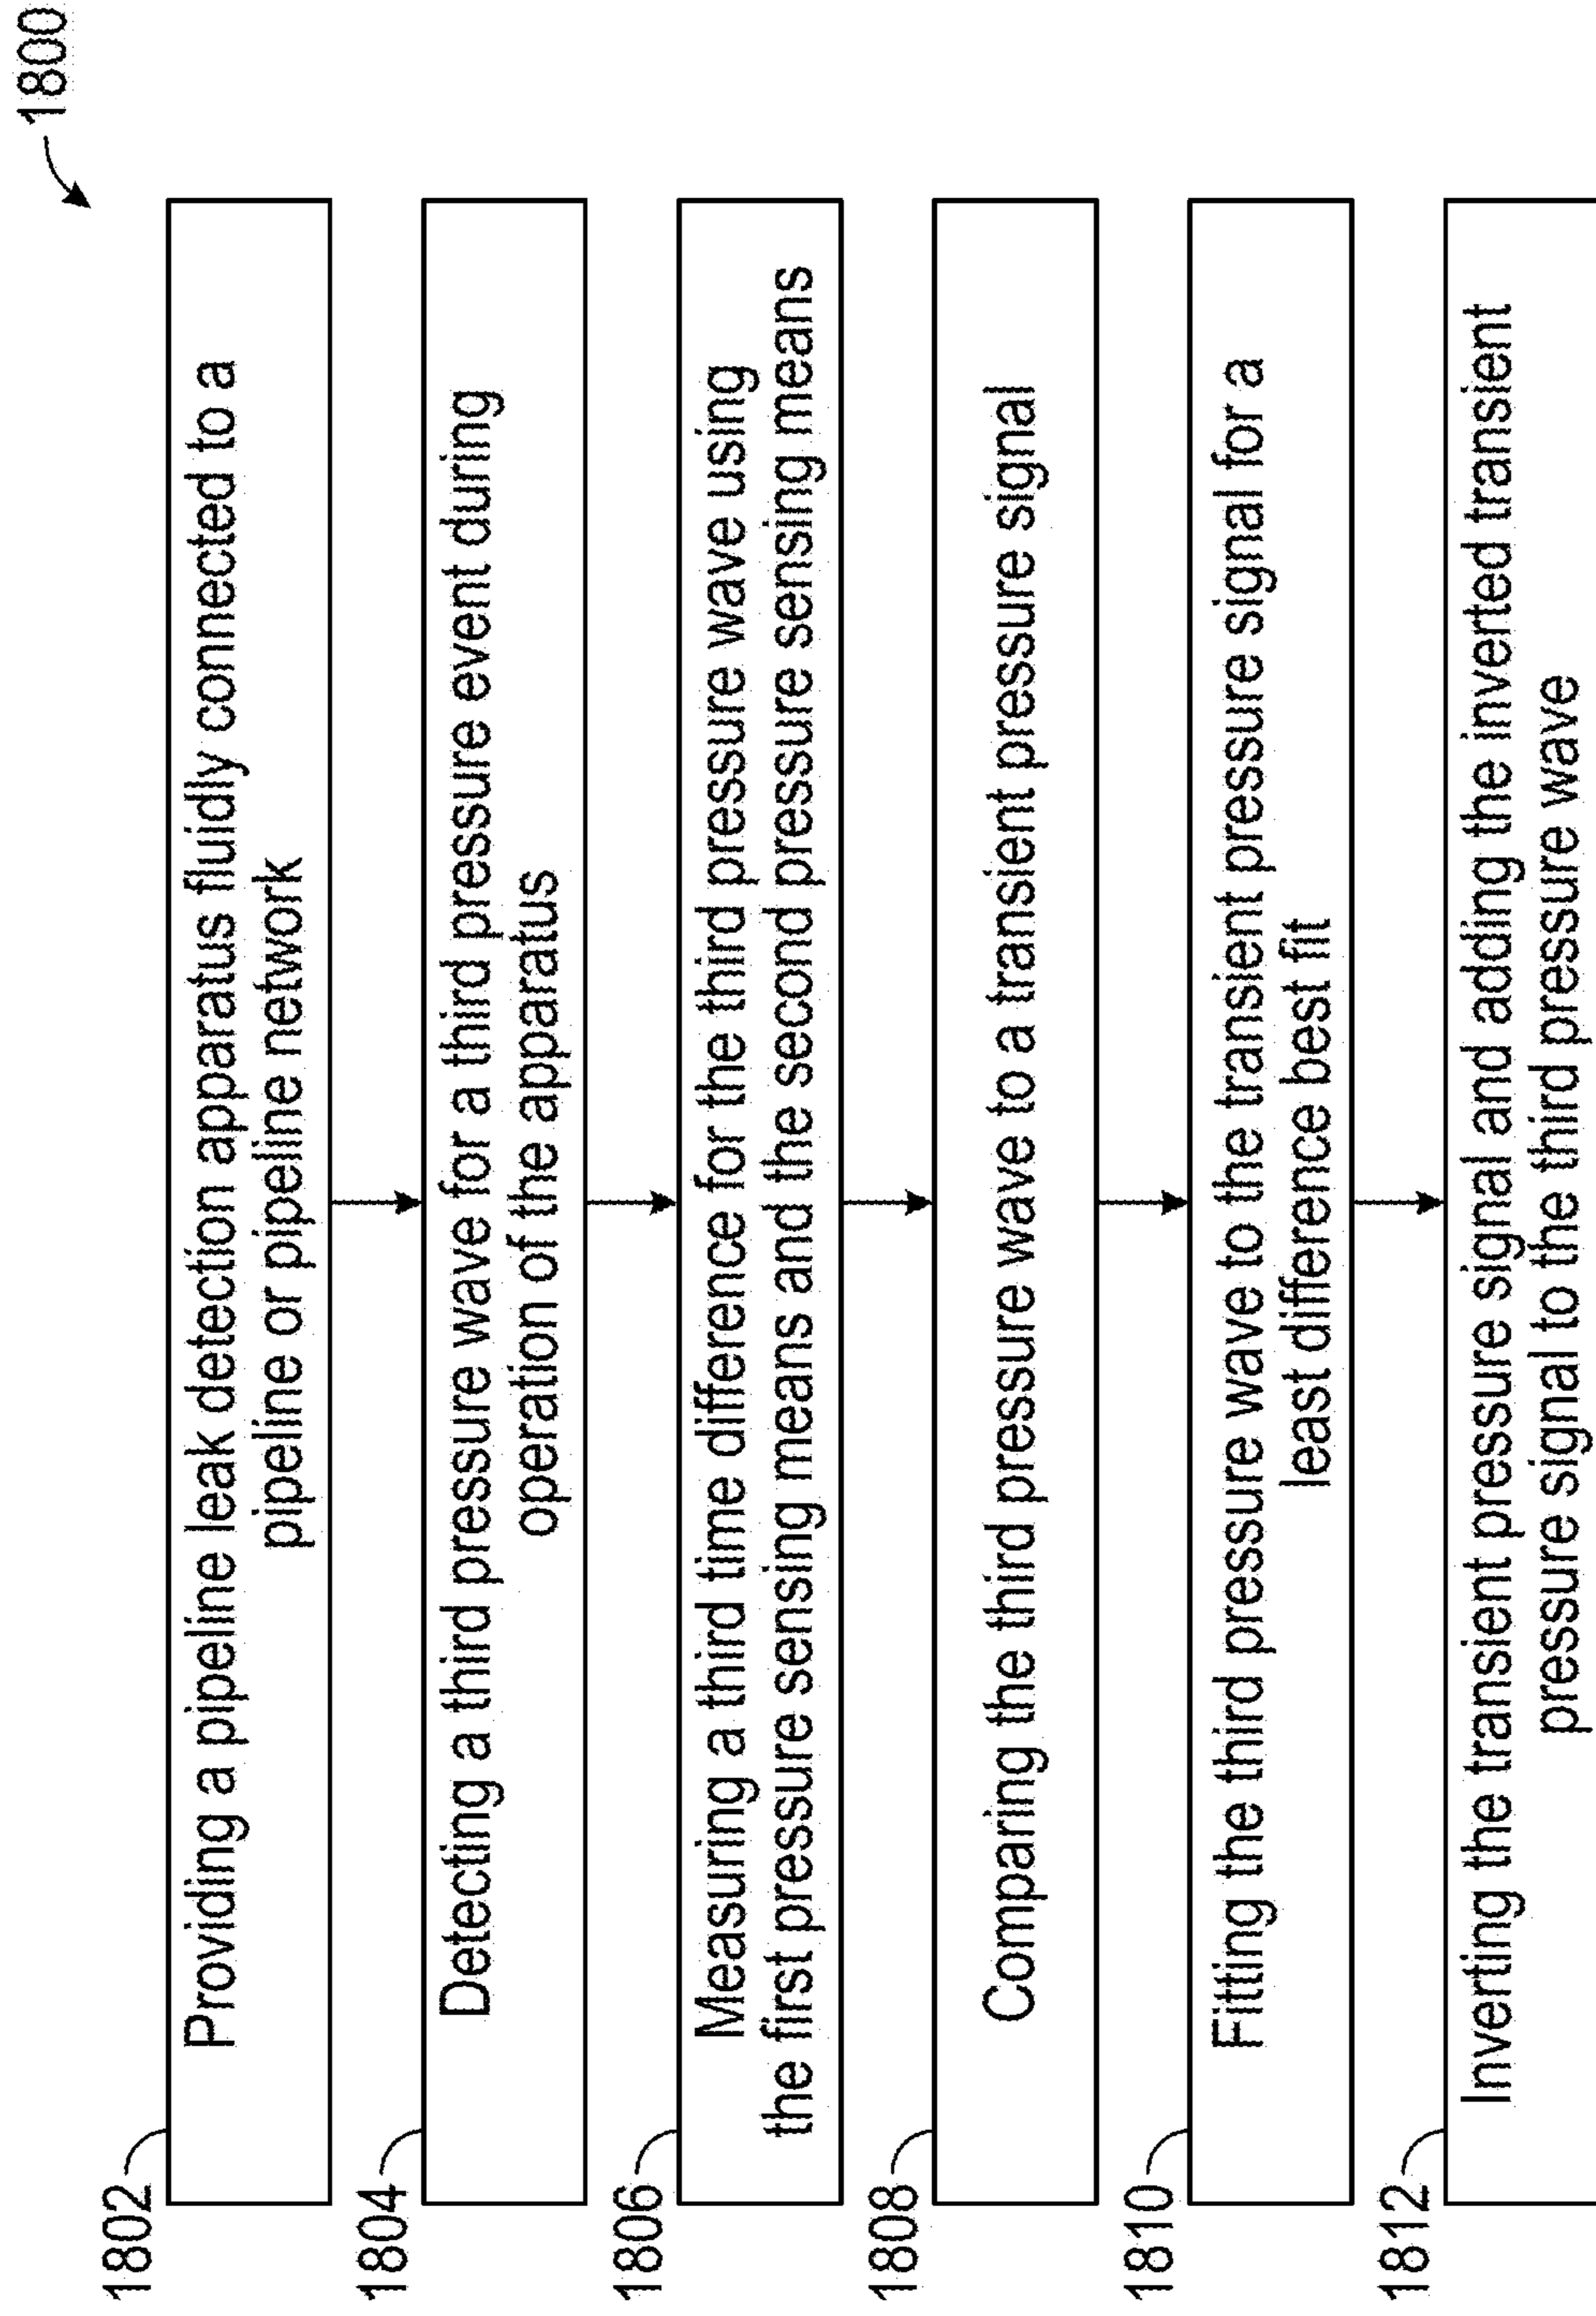 1800
1802
Providing a pipeline leak detection apparatus fluidly connected to a
pipeline or pipeline network
1804
Detecting a third pressure wave for a third pressure event during
operation of the apparatus
1806
Measuring a third time difference for the third pressure wave using
the first pressure sensing means and the second pressure sensing means
1808
Comparing the third pressure wave to a transient pressure signal
1810
Fitting the third pressure wave to the transient pressure signal for a
least difference best fit
1812
Inverting the transient pressure signal and adding the inverted transient
pressure signal to the third pressure wave